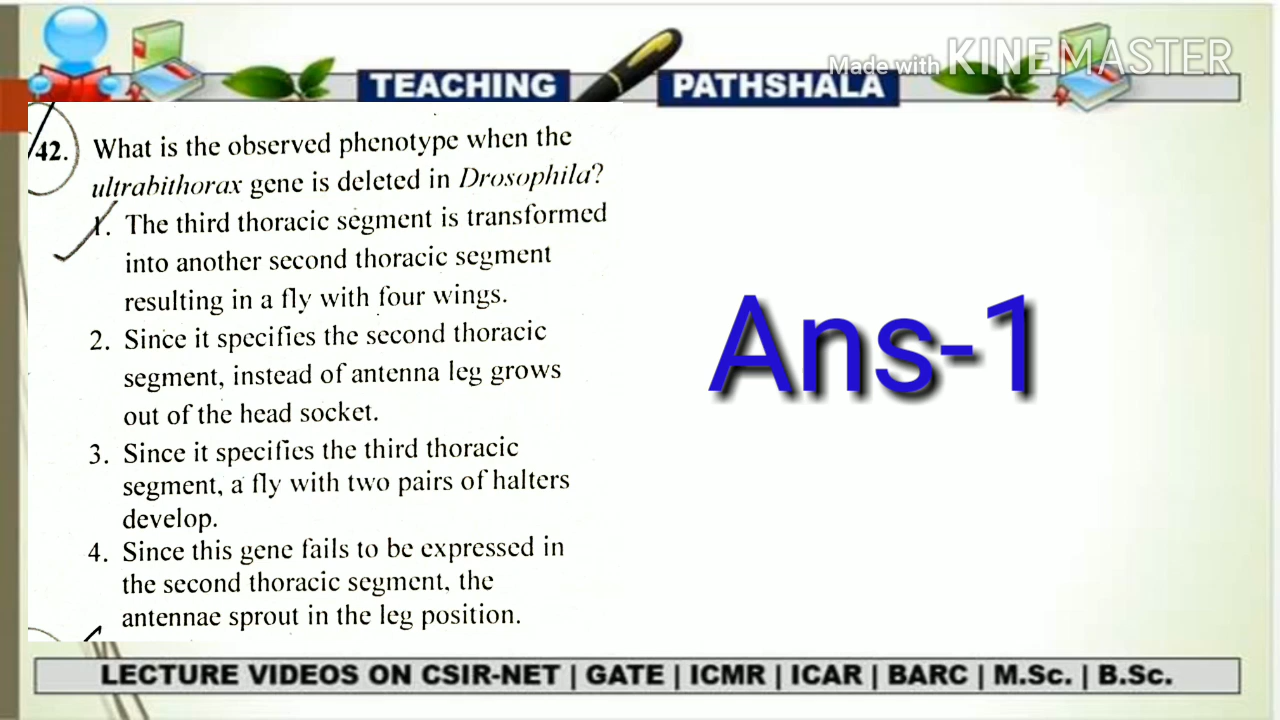 Made with KINEMASTER
TEACHING PATHSHALA
42. What is the observed phenotype when the
ultrabithorax gene is deleted in Drosophila?
1. The third thoracic segment is transformed
into another second thoracic segment
resulting in a fly with four wings.
2. Since it specifies the second thoracic
segment, instead of antenna leg grows
out of the head socket.
3. Since it specifies the third thoracic
segment, a fly with two pairs of halters
develop.
4. Since this gene fails to be expressed in
the second thoracic segment, the
antennae sprout in the leg position.
Ans-1
LECTURE VIDEOS ON CSIR-NET | GATE | ICMR | ICAR | BARC | M.Sc. | B.Sc.